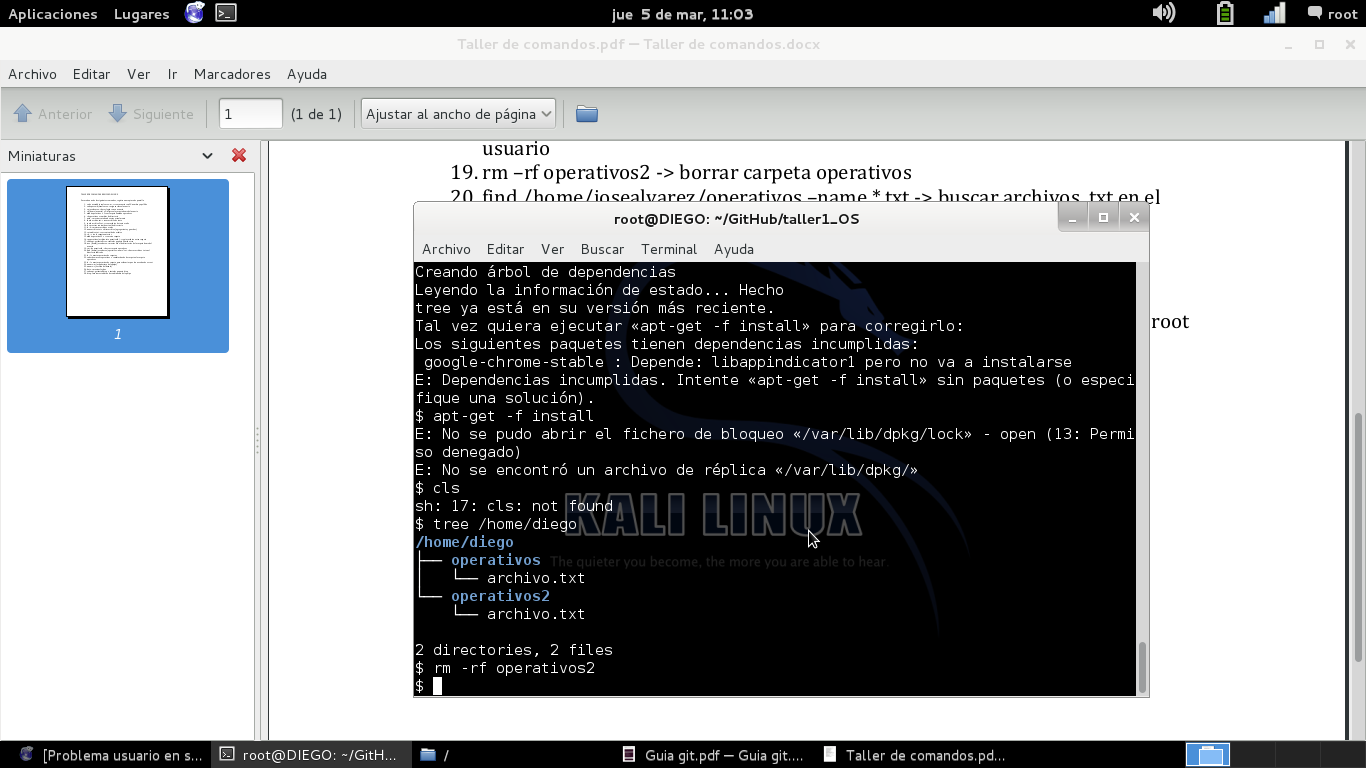 Aplicaciones Lugares jue 5 de mar, 11:03 root
Taller de comandos.pdf — Taller de comandos.docx
Archivo Editar Ver Ir Marcadores Ayuda
Anterior Siguiente 1 (1 de 1) Ajustar al ancho de página
Miniaturas
1
usuario
19. rm –rf operativos2 -> borrar carpeta operativos
20. find /home/josealvarez/operativos –name *.txt -> buscar archivos .txt en el
root
root@DIEGO: ~/GitHub/taller1_OS
Archivo Editar Ver Buscar Terminal Ayuda
Creando árbol de dependencias
Leyendo la información de estado... Hecho
tree ya está en su versión más reciente.
Tal vez quiera ejecutar «apt-get -f install» para corregirlo:
Los siguientes paquetes tienen dependencias incumplidas:
google-chrome-stable : Depende: libappindicator1 pero no va a instalarse
E: Dependencias incumplidas. Intente «apt-get -f install» sin paquetes (o especi
fique una solución).
$ apt-get -f install
E: No se pudo abrir el fichero de bloqueo «/var/lib/dpkg/lock» - open (13: Permi
so denegado)
E: No se encontró un archivo de réplica «/var/lib/dpkg/»
$ cls
sh: 17: cls: not found
$ tree /home/diego
/home/diego
├── operativos
│   └── archivo.txt
└── operativos2
    └── archivo.txt
2 directories, 2 files
$ rm -rf operativos2
$
KALI LINUX
The quieter you become, the more you are able to hear.
[Problema usuario en s... root@DIEGO: ~/GitH... / Guia git.pdf — Guia git.... Taller de comandos.pd...